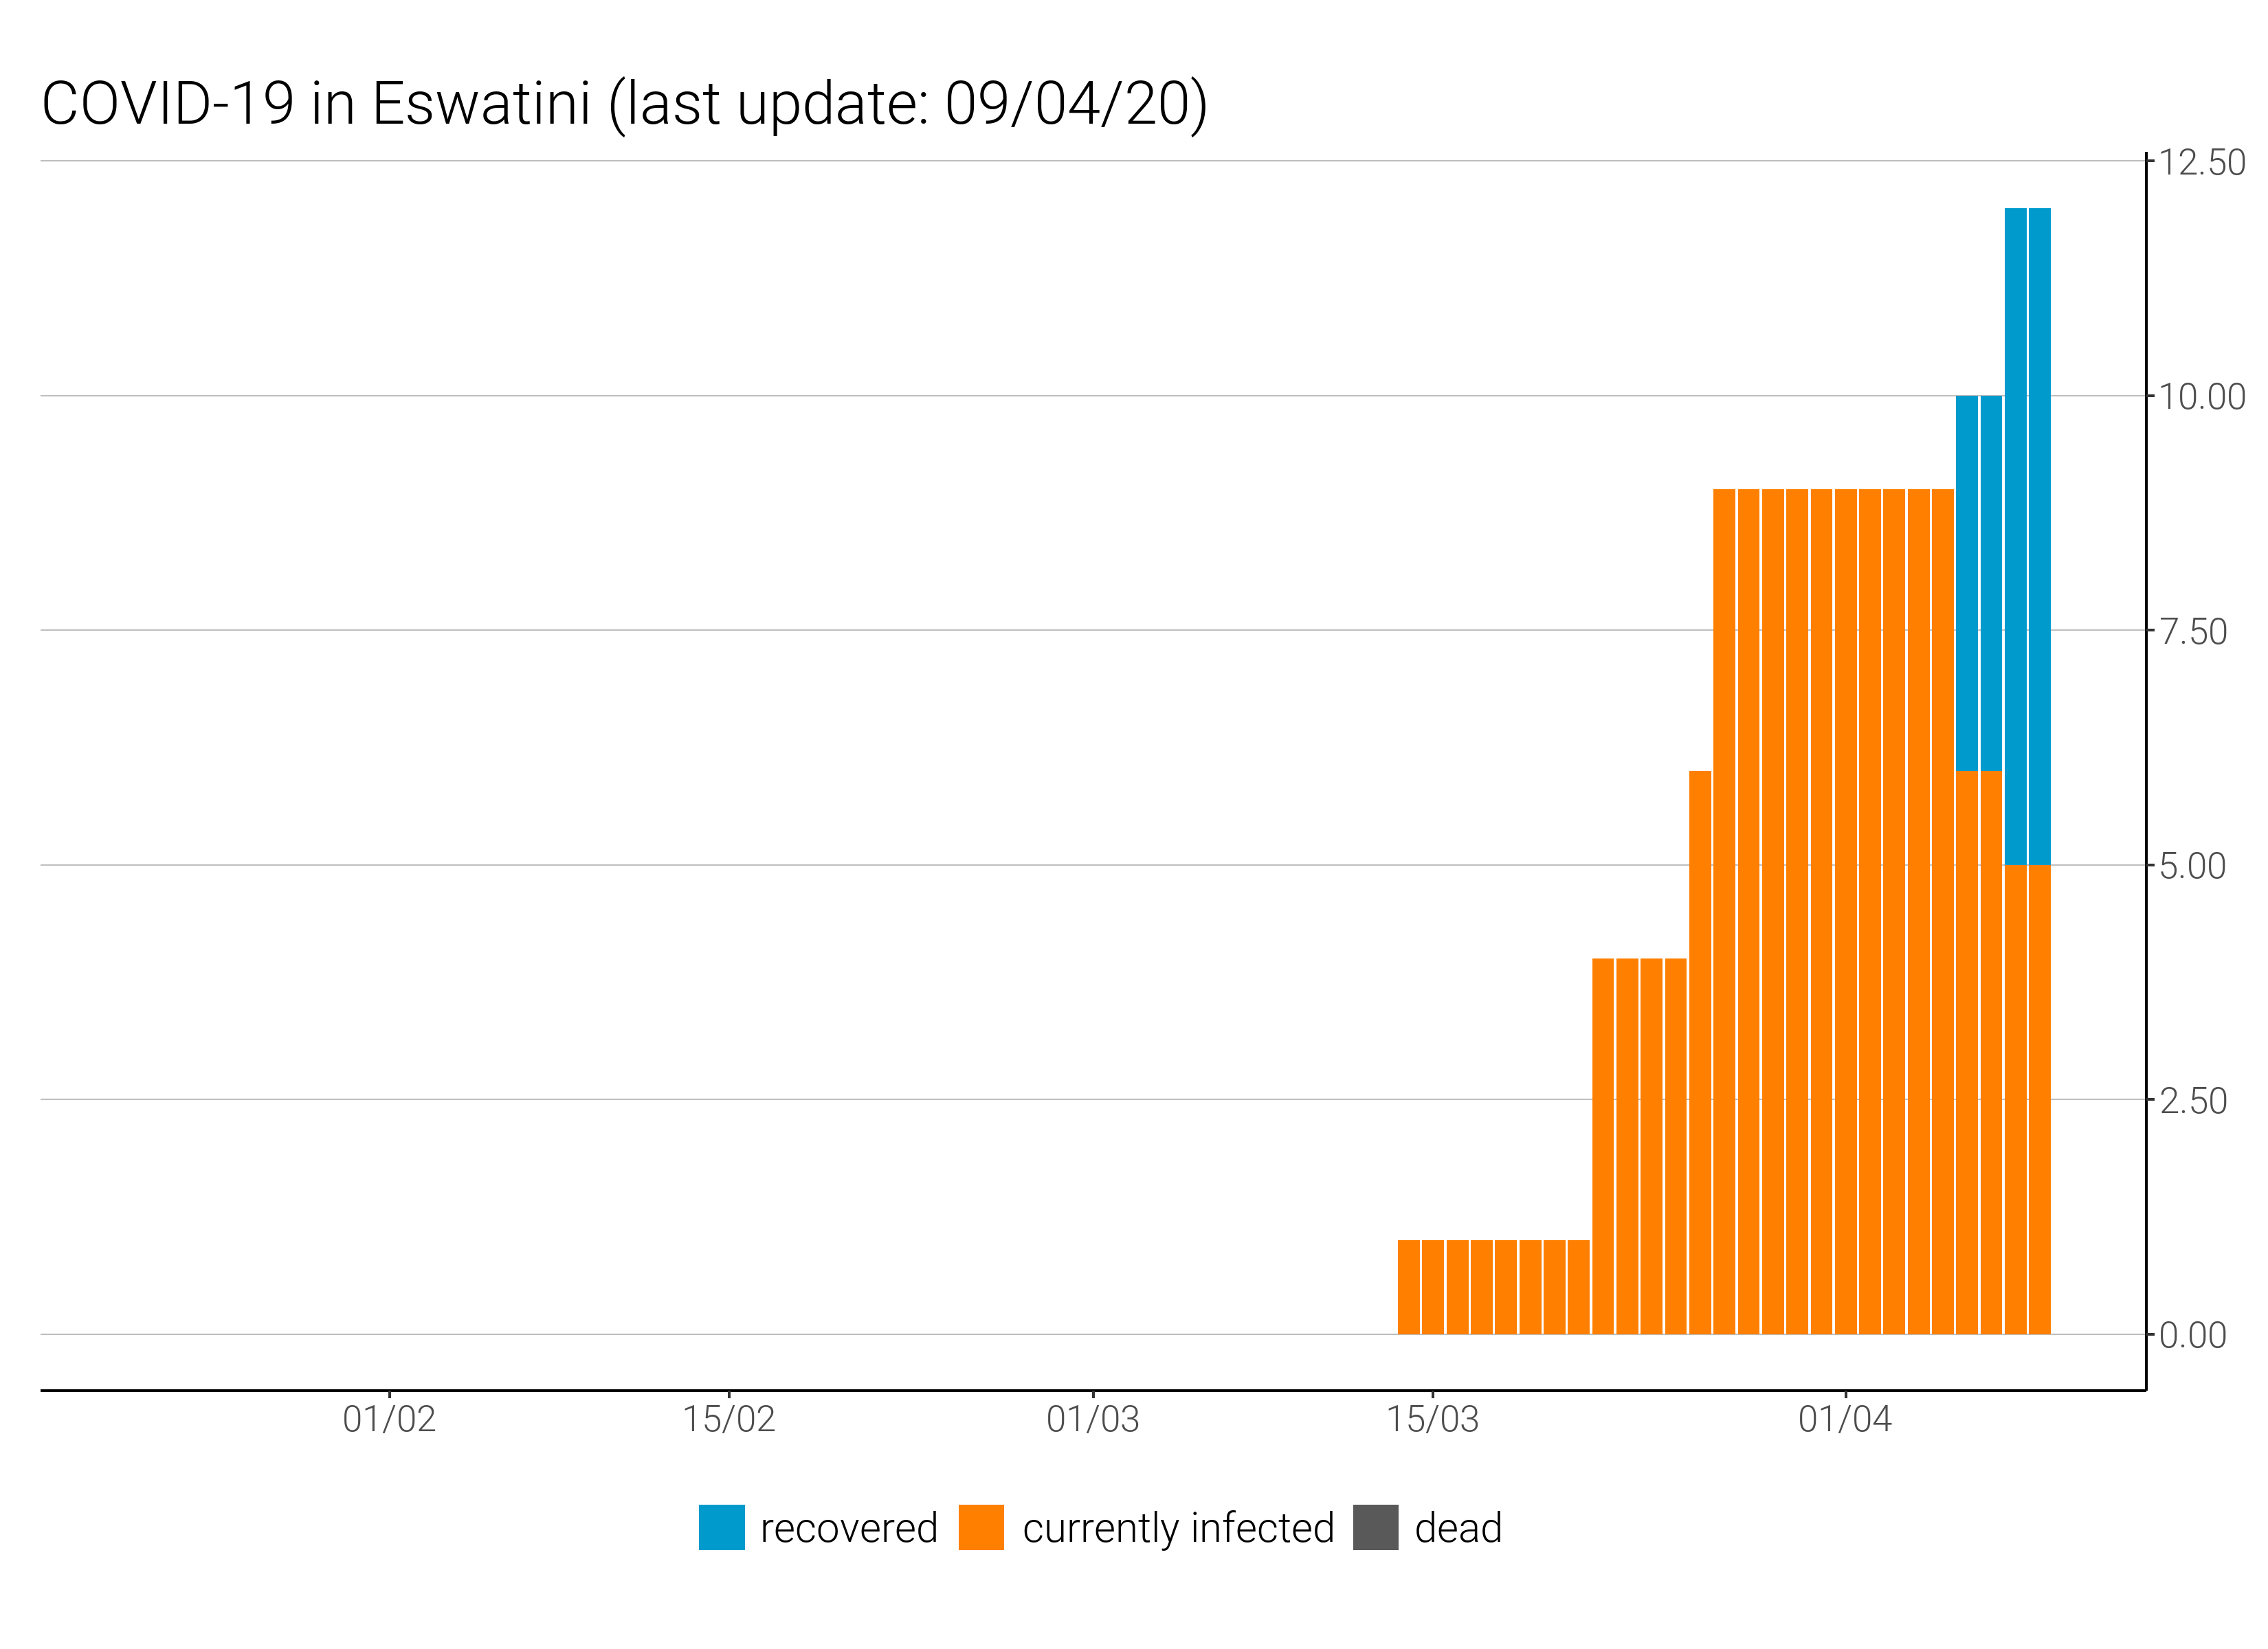 COVID-19 in Eswatini (last update: 09/04/20)
12.50
10.00
7.50
5.00
2.50
0.00
01/02 15/02 01/03 15/03 01/04
recovered currently infected dead